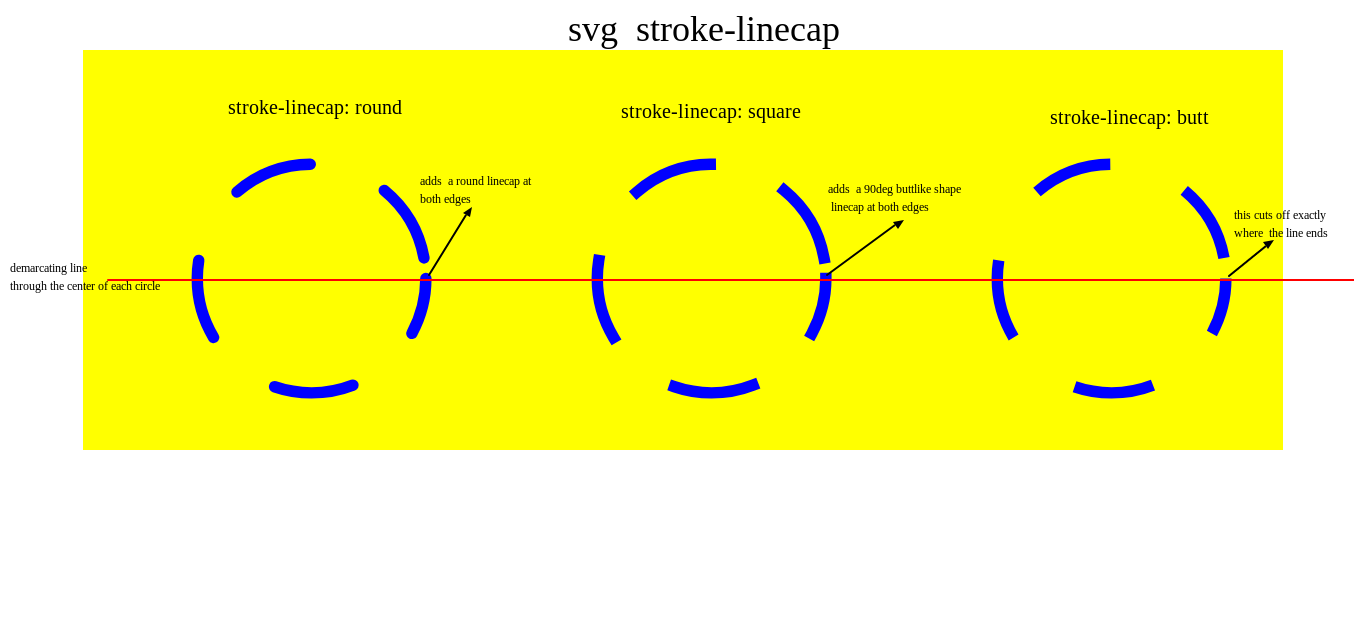 svg  stroke-linecap
stroke-linecap: round
stroke-linecap: square
stroke-linecap: butt
adds  a round linecap at
both edges
adds  a 90deg buttlike shape
linecap at both edges
this cuts off exactly
where  the line ends
demarcating line
through the center of each circle